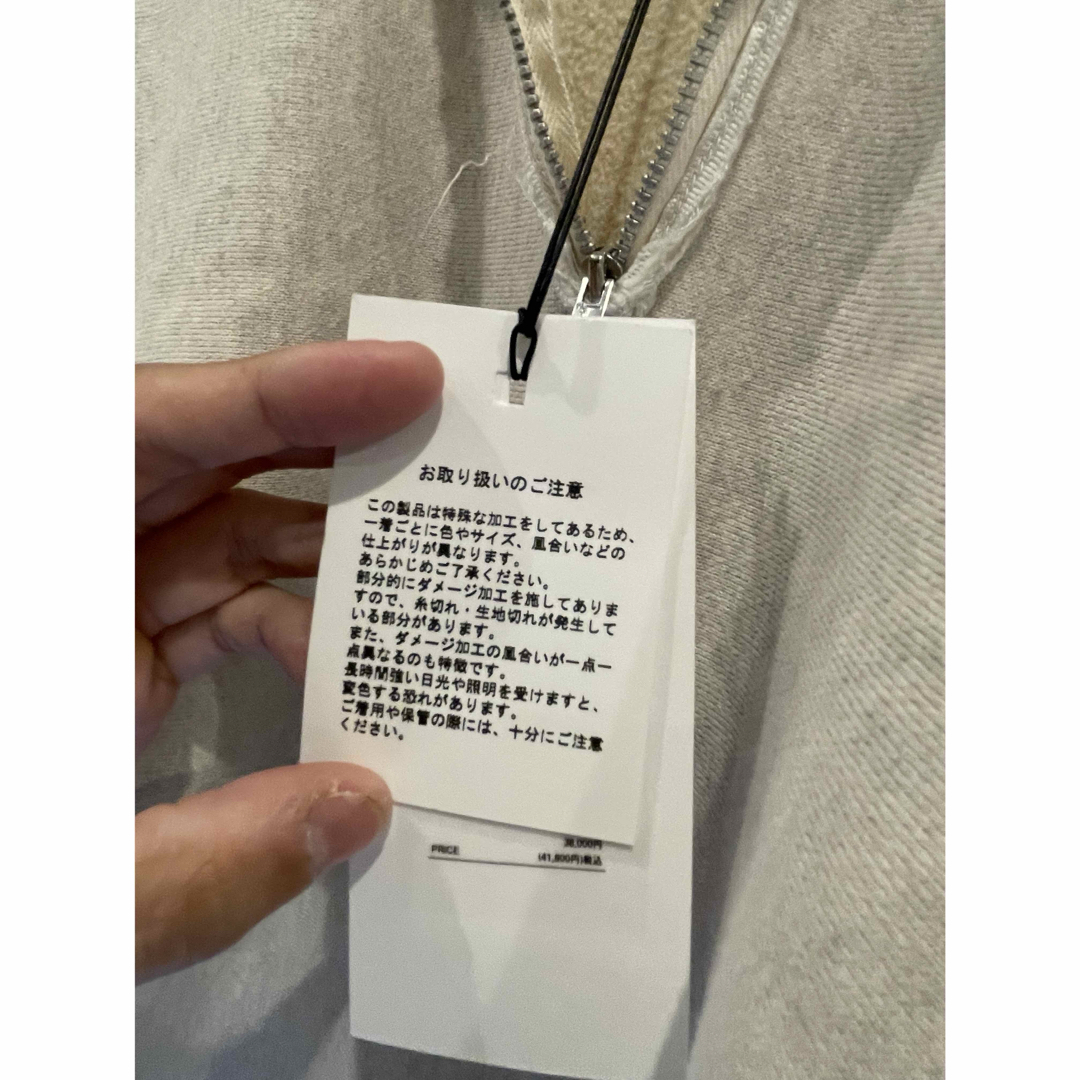 お取り扱いのご注意
この製品は特殊な加工をしてあるため、
一着ごとに色やサイズ、風合いなどの
仕上がりが異なります。
あらかじめご了承ください。
部分的にダメージ加工を施してありま
すので、糸切れ・生地切れが発生して
いる部分があります。
また、ダメージ加工の風合いが一点一
点異なるのも特徴です。
長時間強い日光や照明を受けますと、
変色する恐れがあります。
ご着用や保管の際には、十分にご注意
ください。
38,000円
PRICE (41,800円)税込